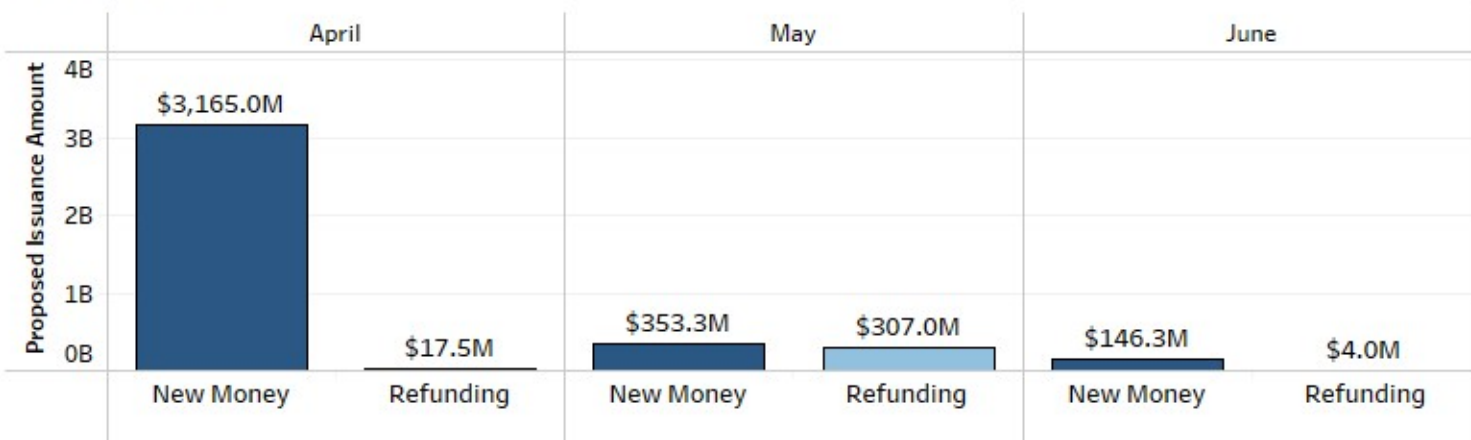 April May June
Proposed Issuance Amount
4B
3B
2B
1B
0B
$3,165.0M
$17.5M
$353.3M
$307.0M
$146.3M
$4.0M
New Money Refunding New Money Refunding New Money Refunding